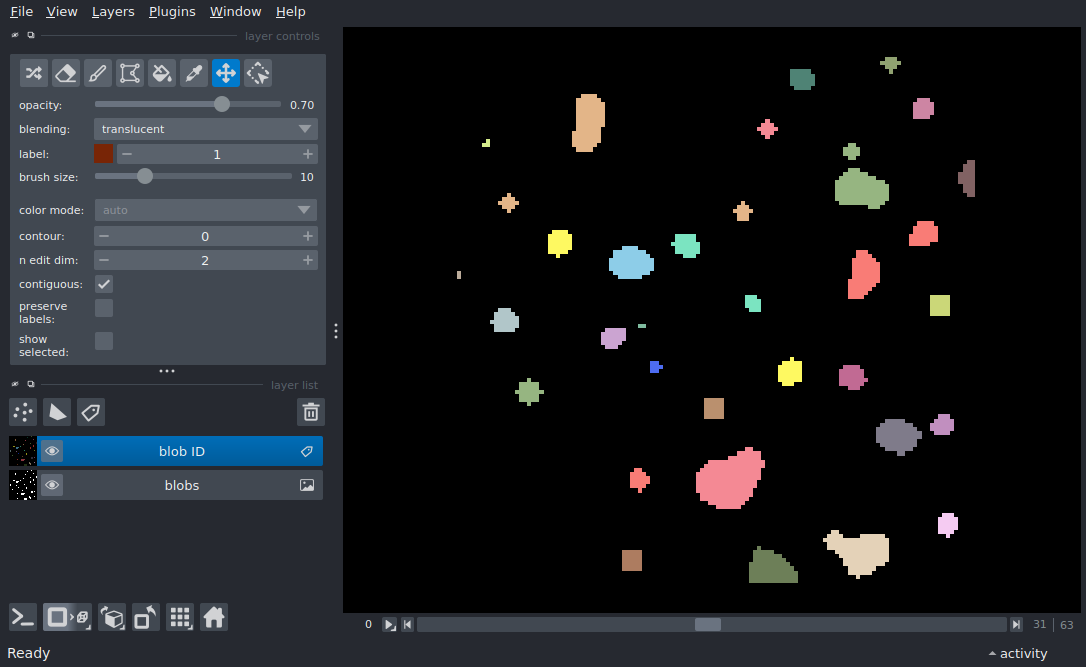 File View Layers Plugins Window Help
layer controls
opacity: 0.70
blending: translucent
label: 1
brush size: 10
color mode: auto
contour: 0
n edit dim: 2
contiguous:
preserve
labels:
show
selected:
layer list
blob ID
blobs
0 31 63
Ready activity